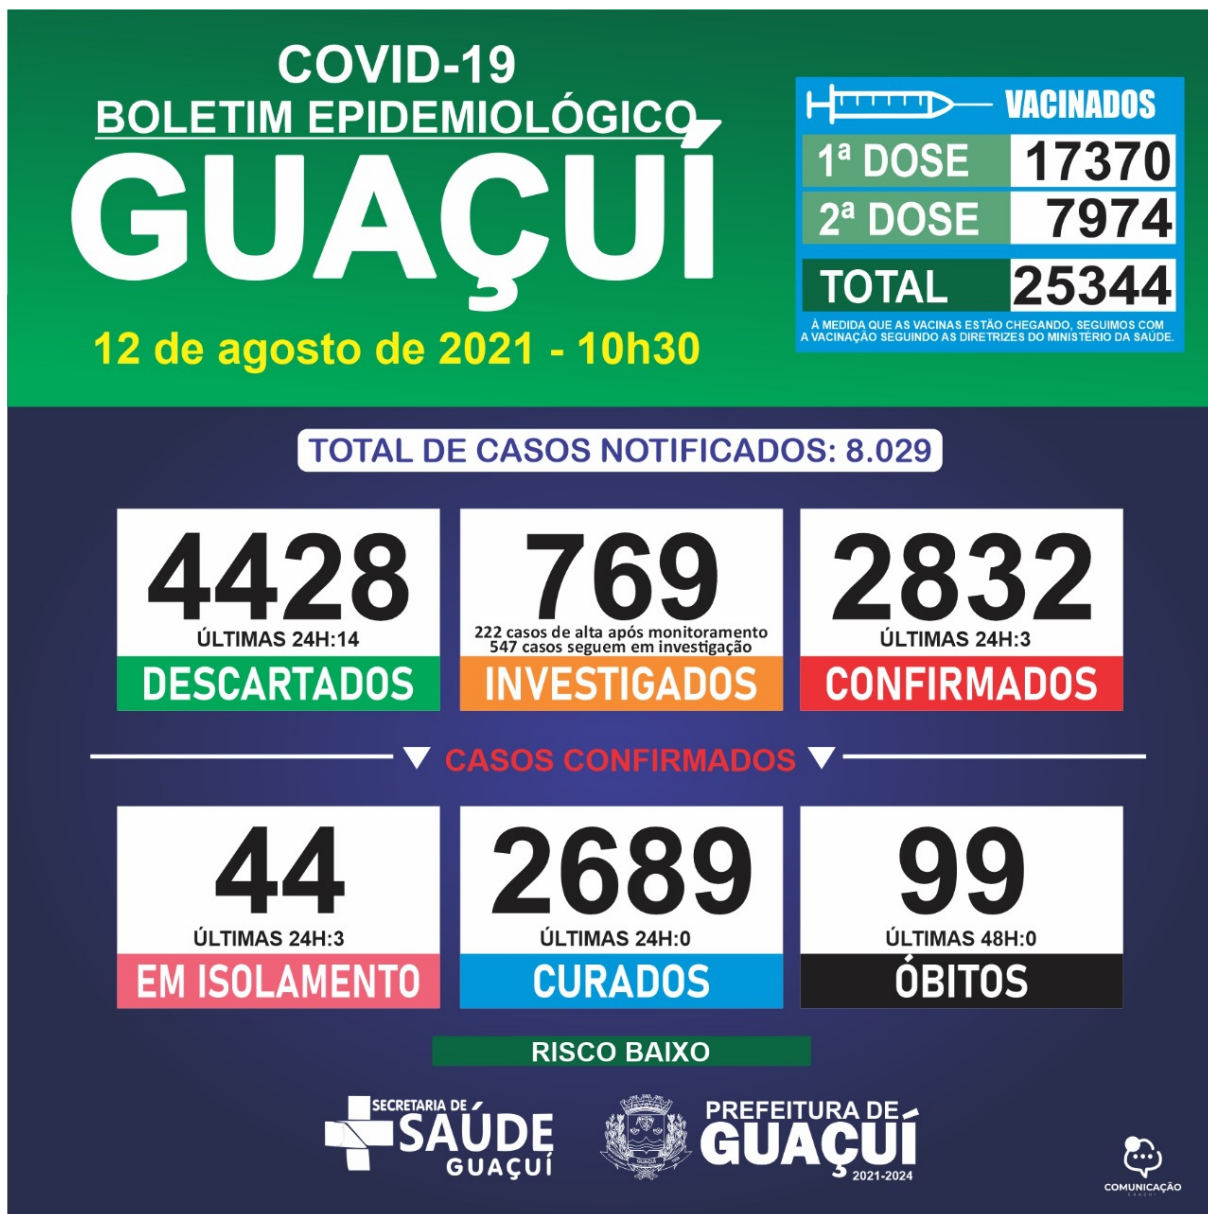 COVID-19
BOLETIM EPIDEMIOLÓGICO
GUAÇUÍ
12 de agosto de 2021 - 10h30
VACINADOS
1ª DOSE 17370
2ª DOSE 7974
TOTAL 25344
À MEDIDA QUE AS VACINAS ESTÃO CHEGANDO, SEGUIMOS COM
A VACINAÇÃO SEGUINDO AS DIRETRIZES DO MINISTÉRIO DA SAÚDE.
TOTAL DE CASOS NOTIFICADOS: 8.029
4428
ÚLTIMAS 24H:14
DESCARTADOS
769
222 casos de alta após monitoramento
547 casos seguem em investigação
INVESTIGADOS
2832
ÚLTIMAS 24H:3
CONFIRMADOS
CASOS CONFIRMADOS
44
ÚLTIMAS 24H:3
EM ISOLAMENTO
2689
ÚLTIMAS 24H:0
CURADOS
99
ÚLTIMAS 48H:0
ÓBITOS
RISCO BAIXO
SECRETARIA DE
SAÚDE
GUAÇUÍ
PREFEITURA DE
GUAÇUÍ
2021-2024
COMUNICAÇÃO